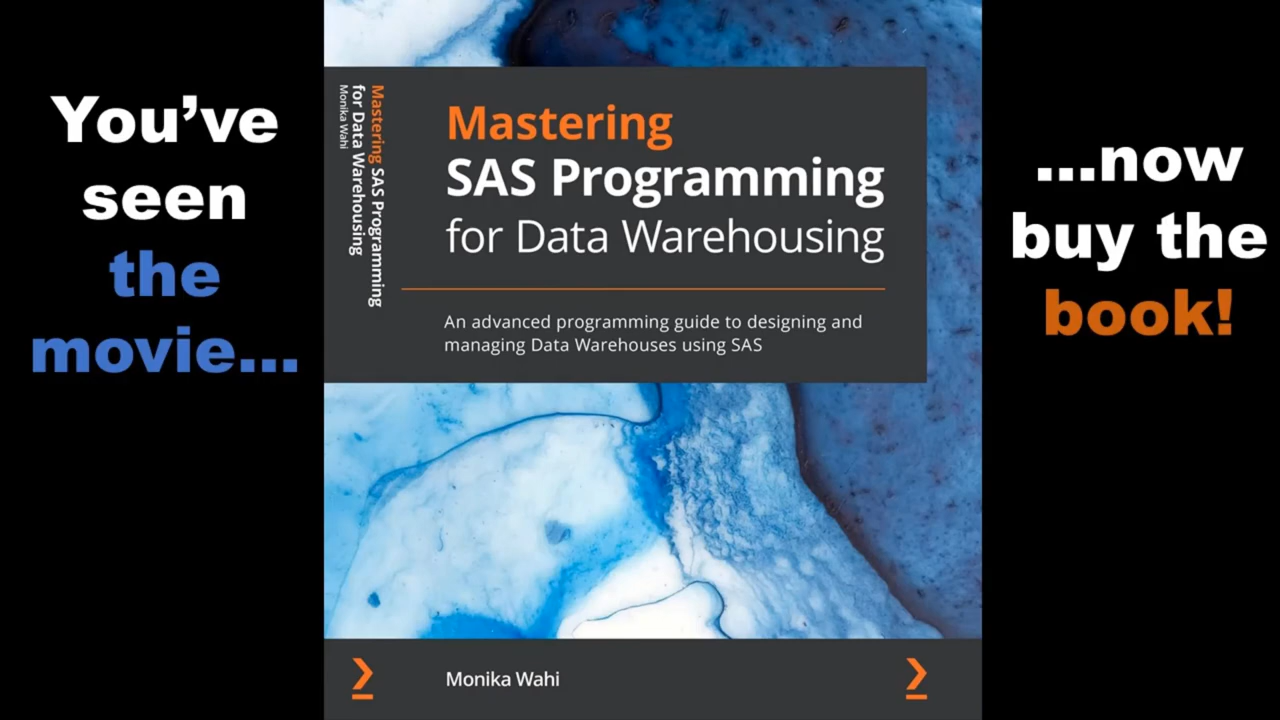 You've
seen
the
movie...
Mastering SAS Programming
for Data Warehousing
Monika Wahi
Mastering
SAS Programming
for Data Warehousing
An advanced programming guide to designing and
managing Data Warehouses using SAS
Monika Wahi
...now
buy the
book!